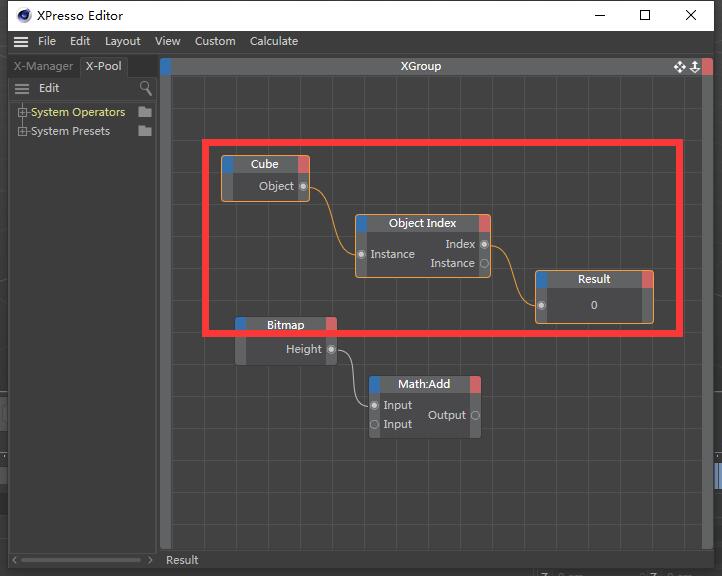 XPresso Editor
File Edit Layout View Custom Calculate
X-Manager X-Pool
XGroup
Edit
System Operators
System Presets
Cube
Object
Object Index
Index
Instance
Instance
Result
0
Bitmap
Height
Math:Add
Input
Output
Input
Result